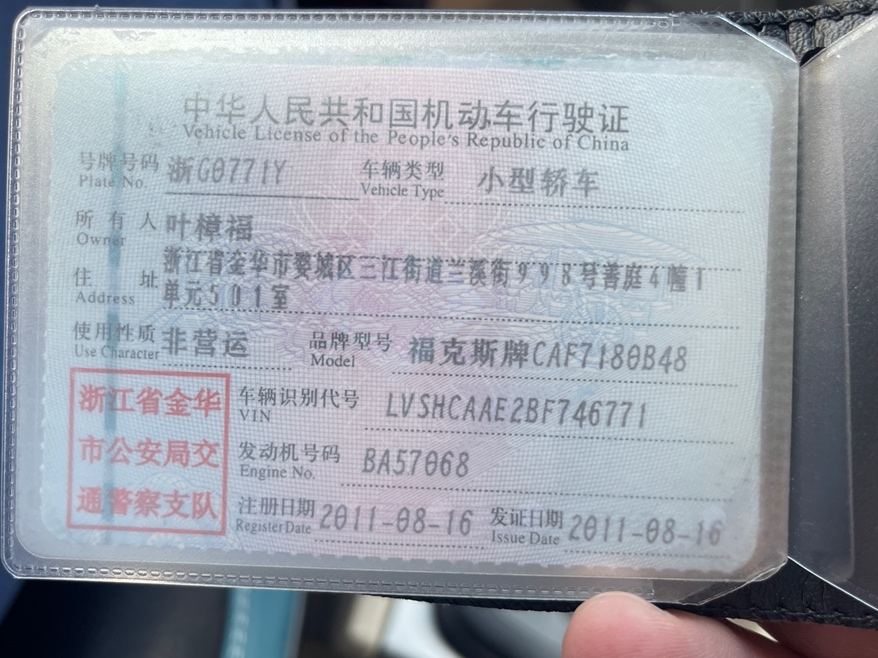 中华人民共和国机动车行驶证
Vehicle License of the People's Republic of China
号牌号码 浙G0771Y 车辆类型 小型轿车
Plate No. Vehicle Type
所有人 叶樟福
Owner
住址 浙江省金华市婺城区三江街道兰溪街998号善庭4幢1
Address 单元501室
使用性质 非营运 品牌型号 福克斯牌CAF7180B48
Use Character Model
浙江省金华
市公安局交
通警察支队
车辆识别代号 LVSHCAAE2BF746771
VIN
发动机号码 BA57068
Engine No.
注册日期 2011-08-16 发证日期 2011-08-16
Register Date Issue Date